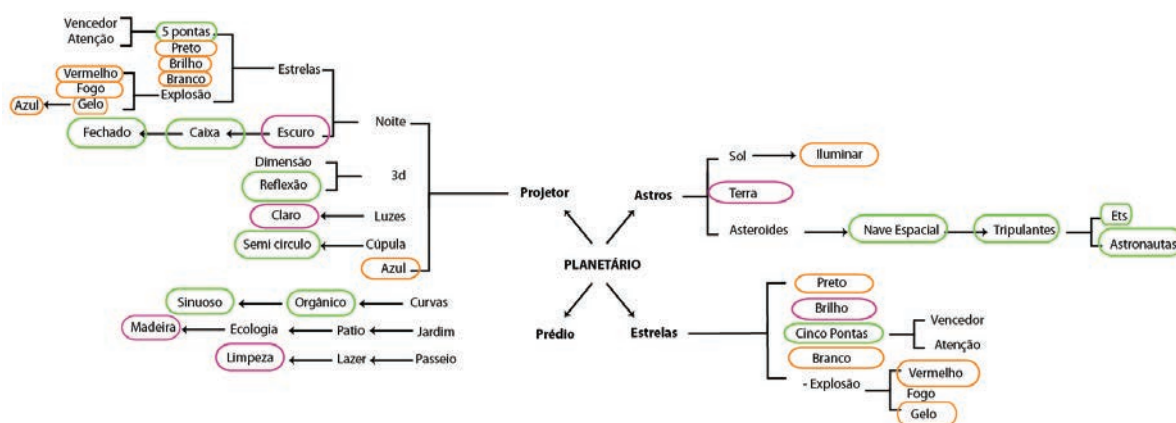 Vencedor
Atenção
5 pontas
Preto
Brilho
Branco
Explosão
Vermelho
Fogo
Gelo
Azul
Estrelas
Fechado
Caixa
Escuro
Noite
Dimensão
Reflexão
3d
Claro
Luzes
Semi circulo
Cúpula
Azul
Projetor
Astros
Sol
Iluminar
Terra
Asteroides
Nave Espacial
Tripulantes
Ets
Astronautas
PLANETÁRIO
Sinuoso
Orgânico
Curvas
Madeira
Ecologia
Patio
Jardim
Limpeza
Lazer
Passeio
Prédio
Estrelas
Preto
Brilho
Cinco Pontas
Vencedor
Atenção
Branco
- Explosão
Vermelho
Fogo
Gelo